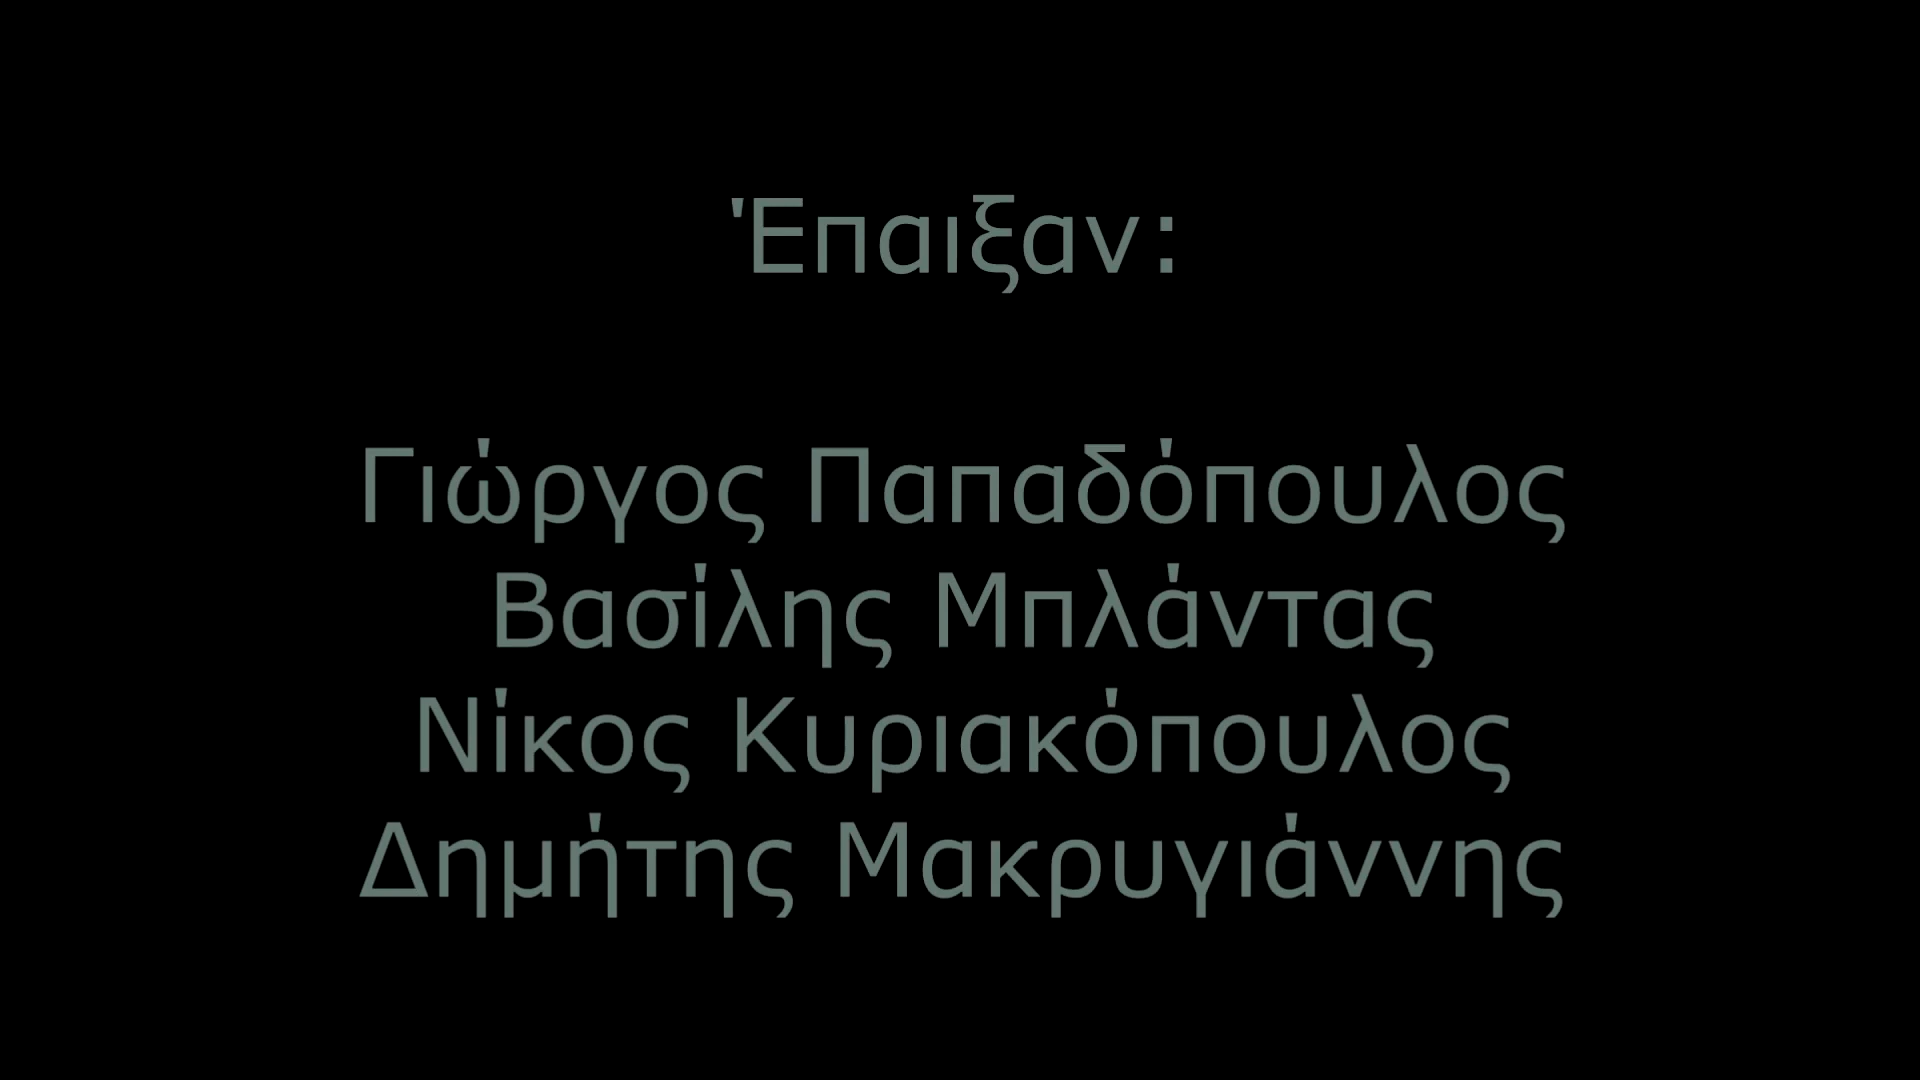 Έπαιξαν:
Γιώργος Παπαδόπουλος
Βασίλης Μπλάντας
Νίκος Κυριακόπουλος
Δημήτης Μακρυγιάννης